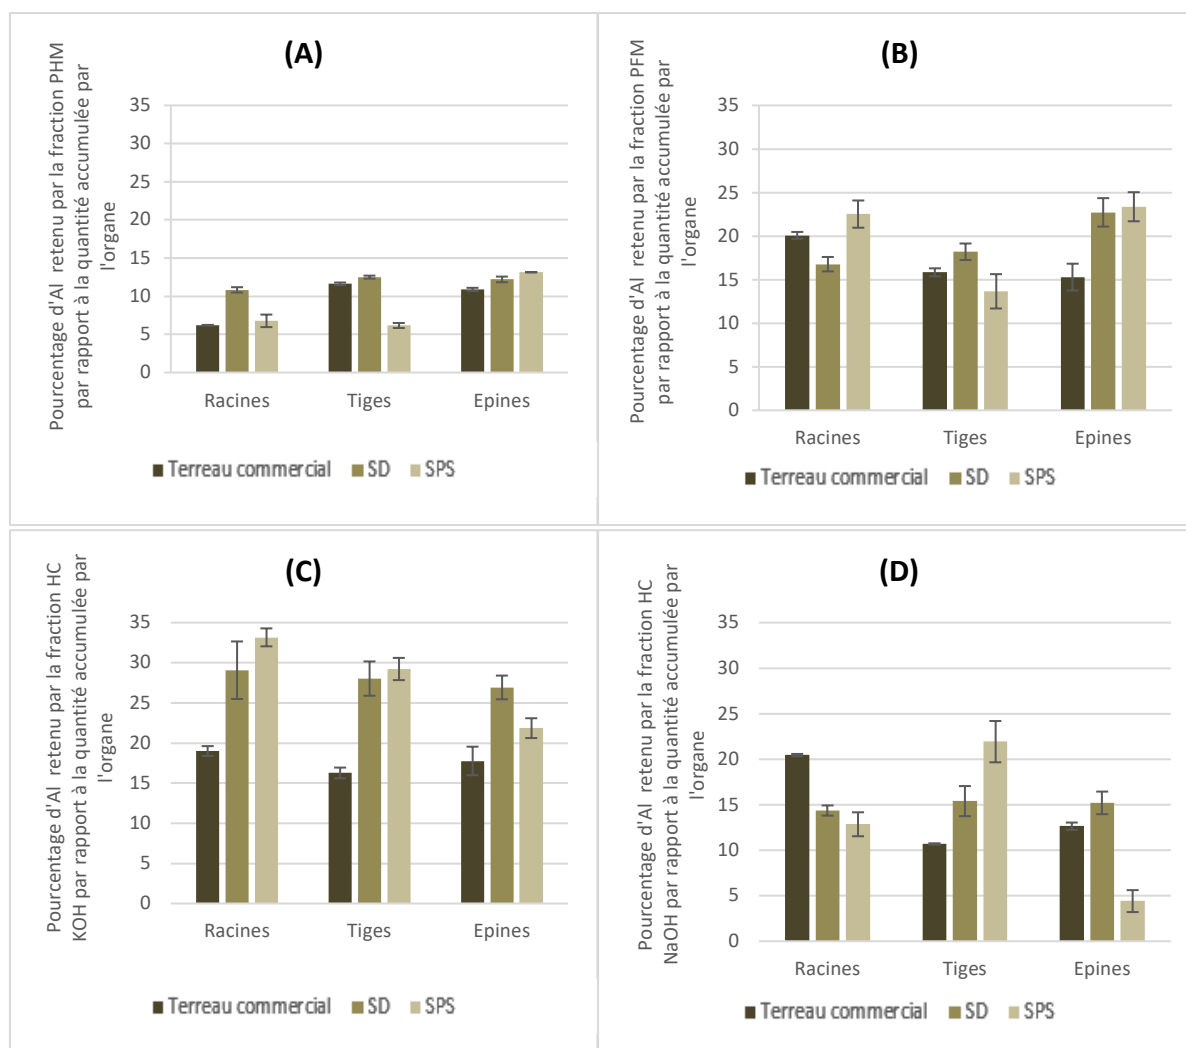 (A)
Pourcentage d'Al retenu par la fraction PHM
par rapport à la quantité accumulée par
l'organe
35
30
25
20
15
10
5
0
Racines Tiges Epines
Terreau commercial SD SPS
(B)
Pourcentage d'Al retenu par la fraction PFM
par rapport à la quantité accumulée par
l'organe
35
30
25
20
15
10
5
0
Racines Tiges Epines
Terreau commercial SD SPS
(C)
Pourcentage d'Al retenu par la fraction HC
KOH par rapport à la quantité accumulée par
l'organe
35
30
25
20
15
10
5
0
Racines Tiges Epines
Terreau commercial SD SPS
(D)
Pourcentage d'Al retenu par la fraction HC
NaOH par rapport à la quantité accumulée par
l'organe
35
30
25
20
15
10
5
0
Racines Tiges Epines
Terreau commercial SD SPS